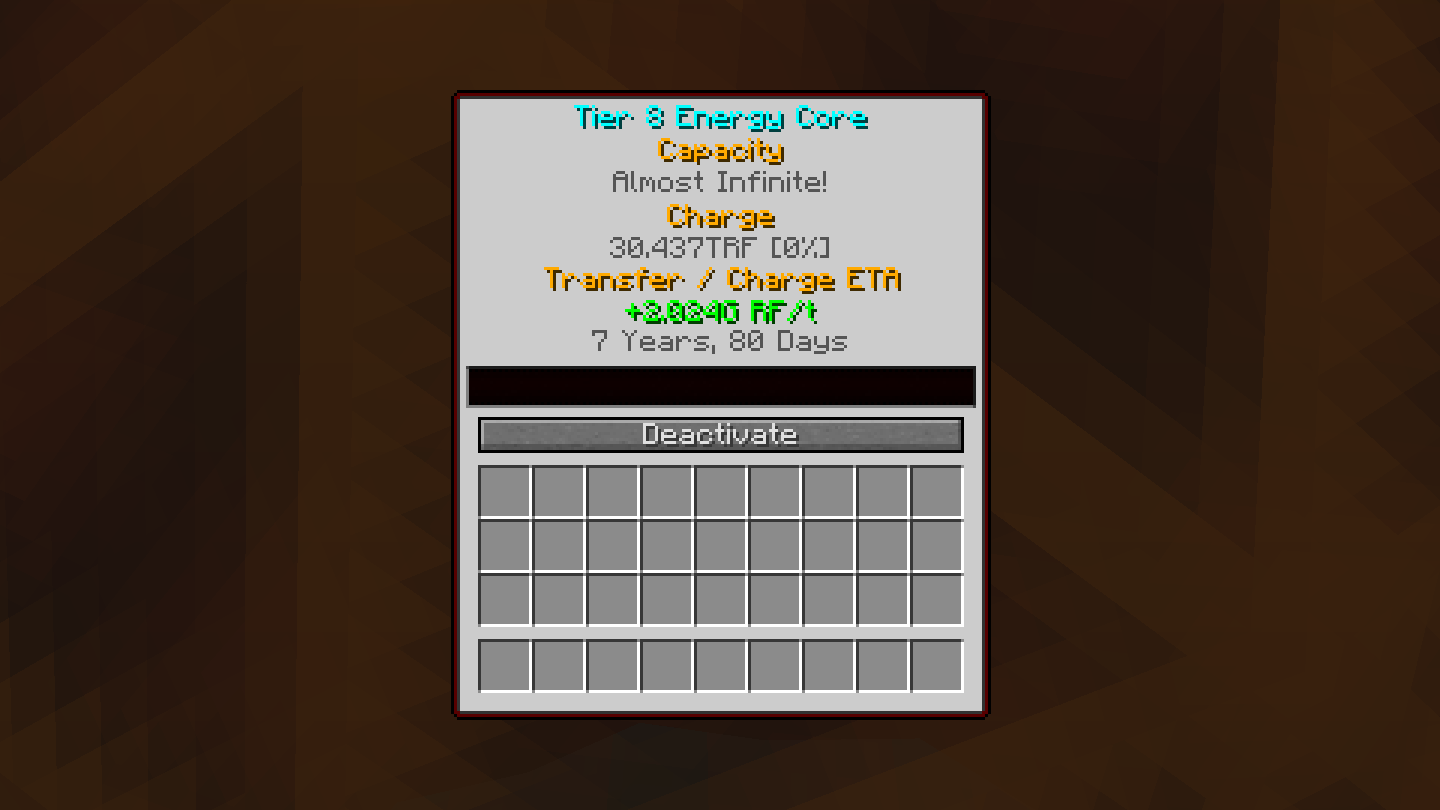 Tier 8 Energy Core
Capacity
Almost Infinite!
Charge
30.437TRF [0%]
Transfer / Charge ETA
+2.024G RF/t
7 Years, 80 Days
Deactivate